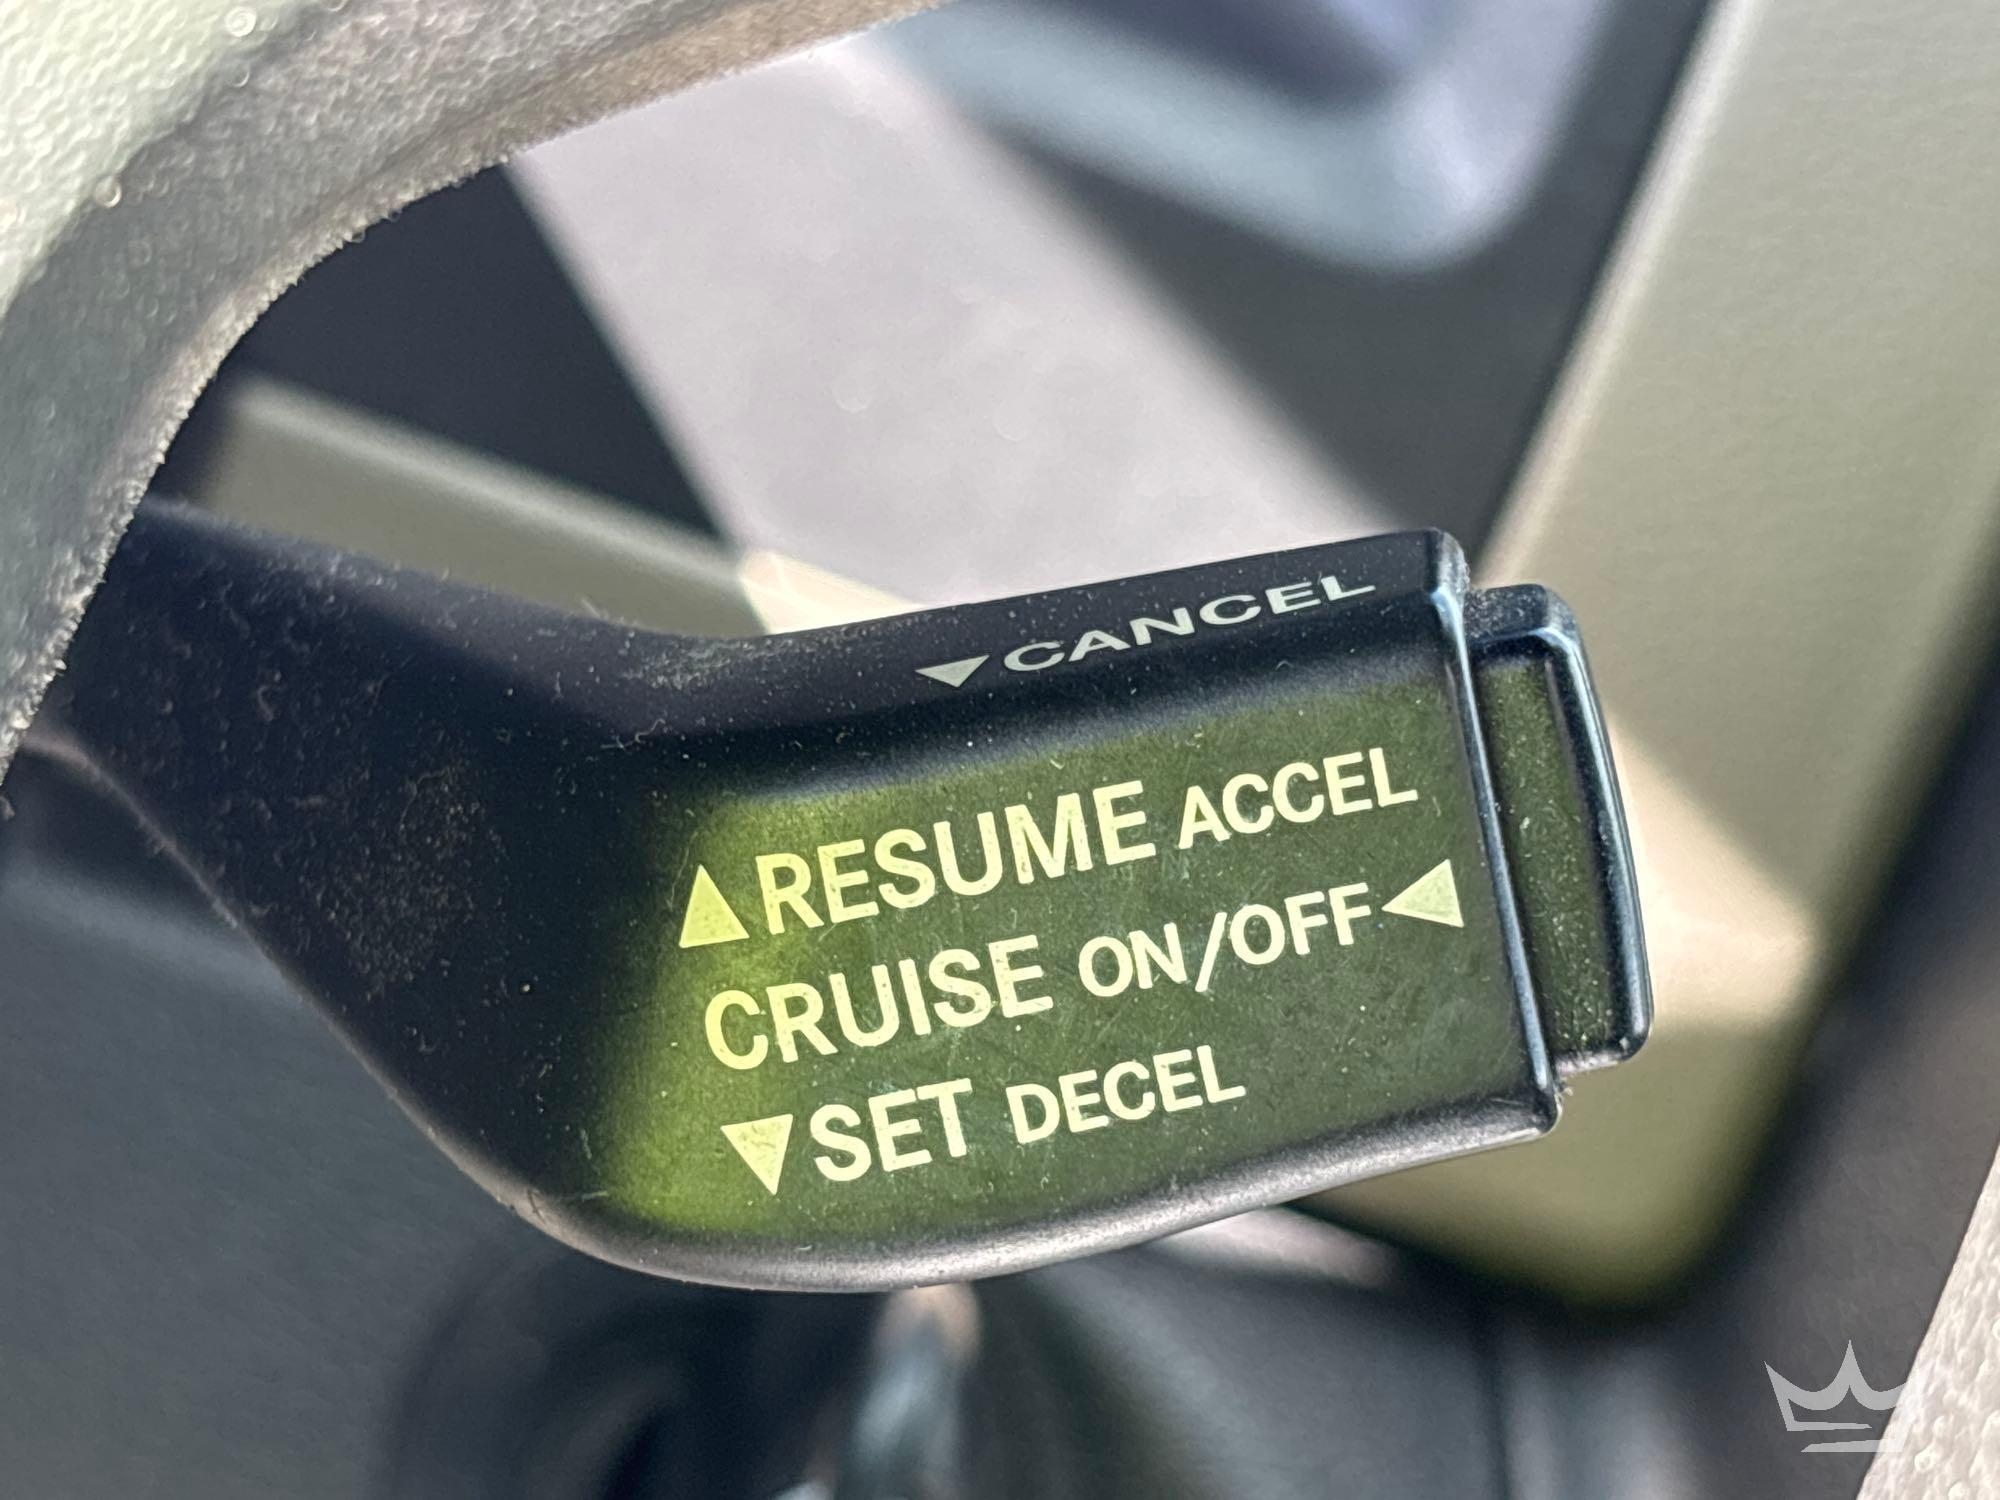 ▼CANCEL
▲RESUME ACCEL
CRUISE ON/OFF◀
▼SET DECEL